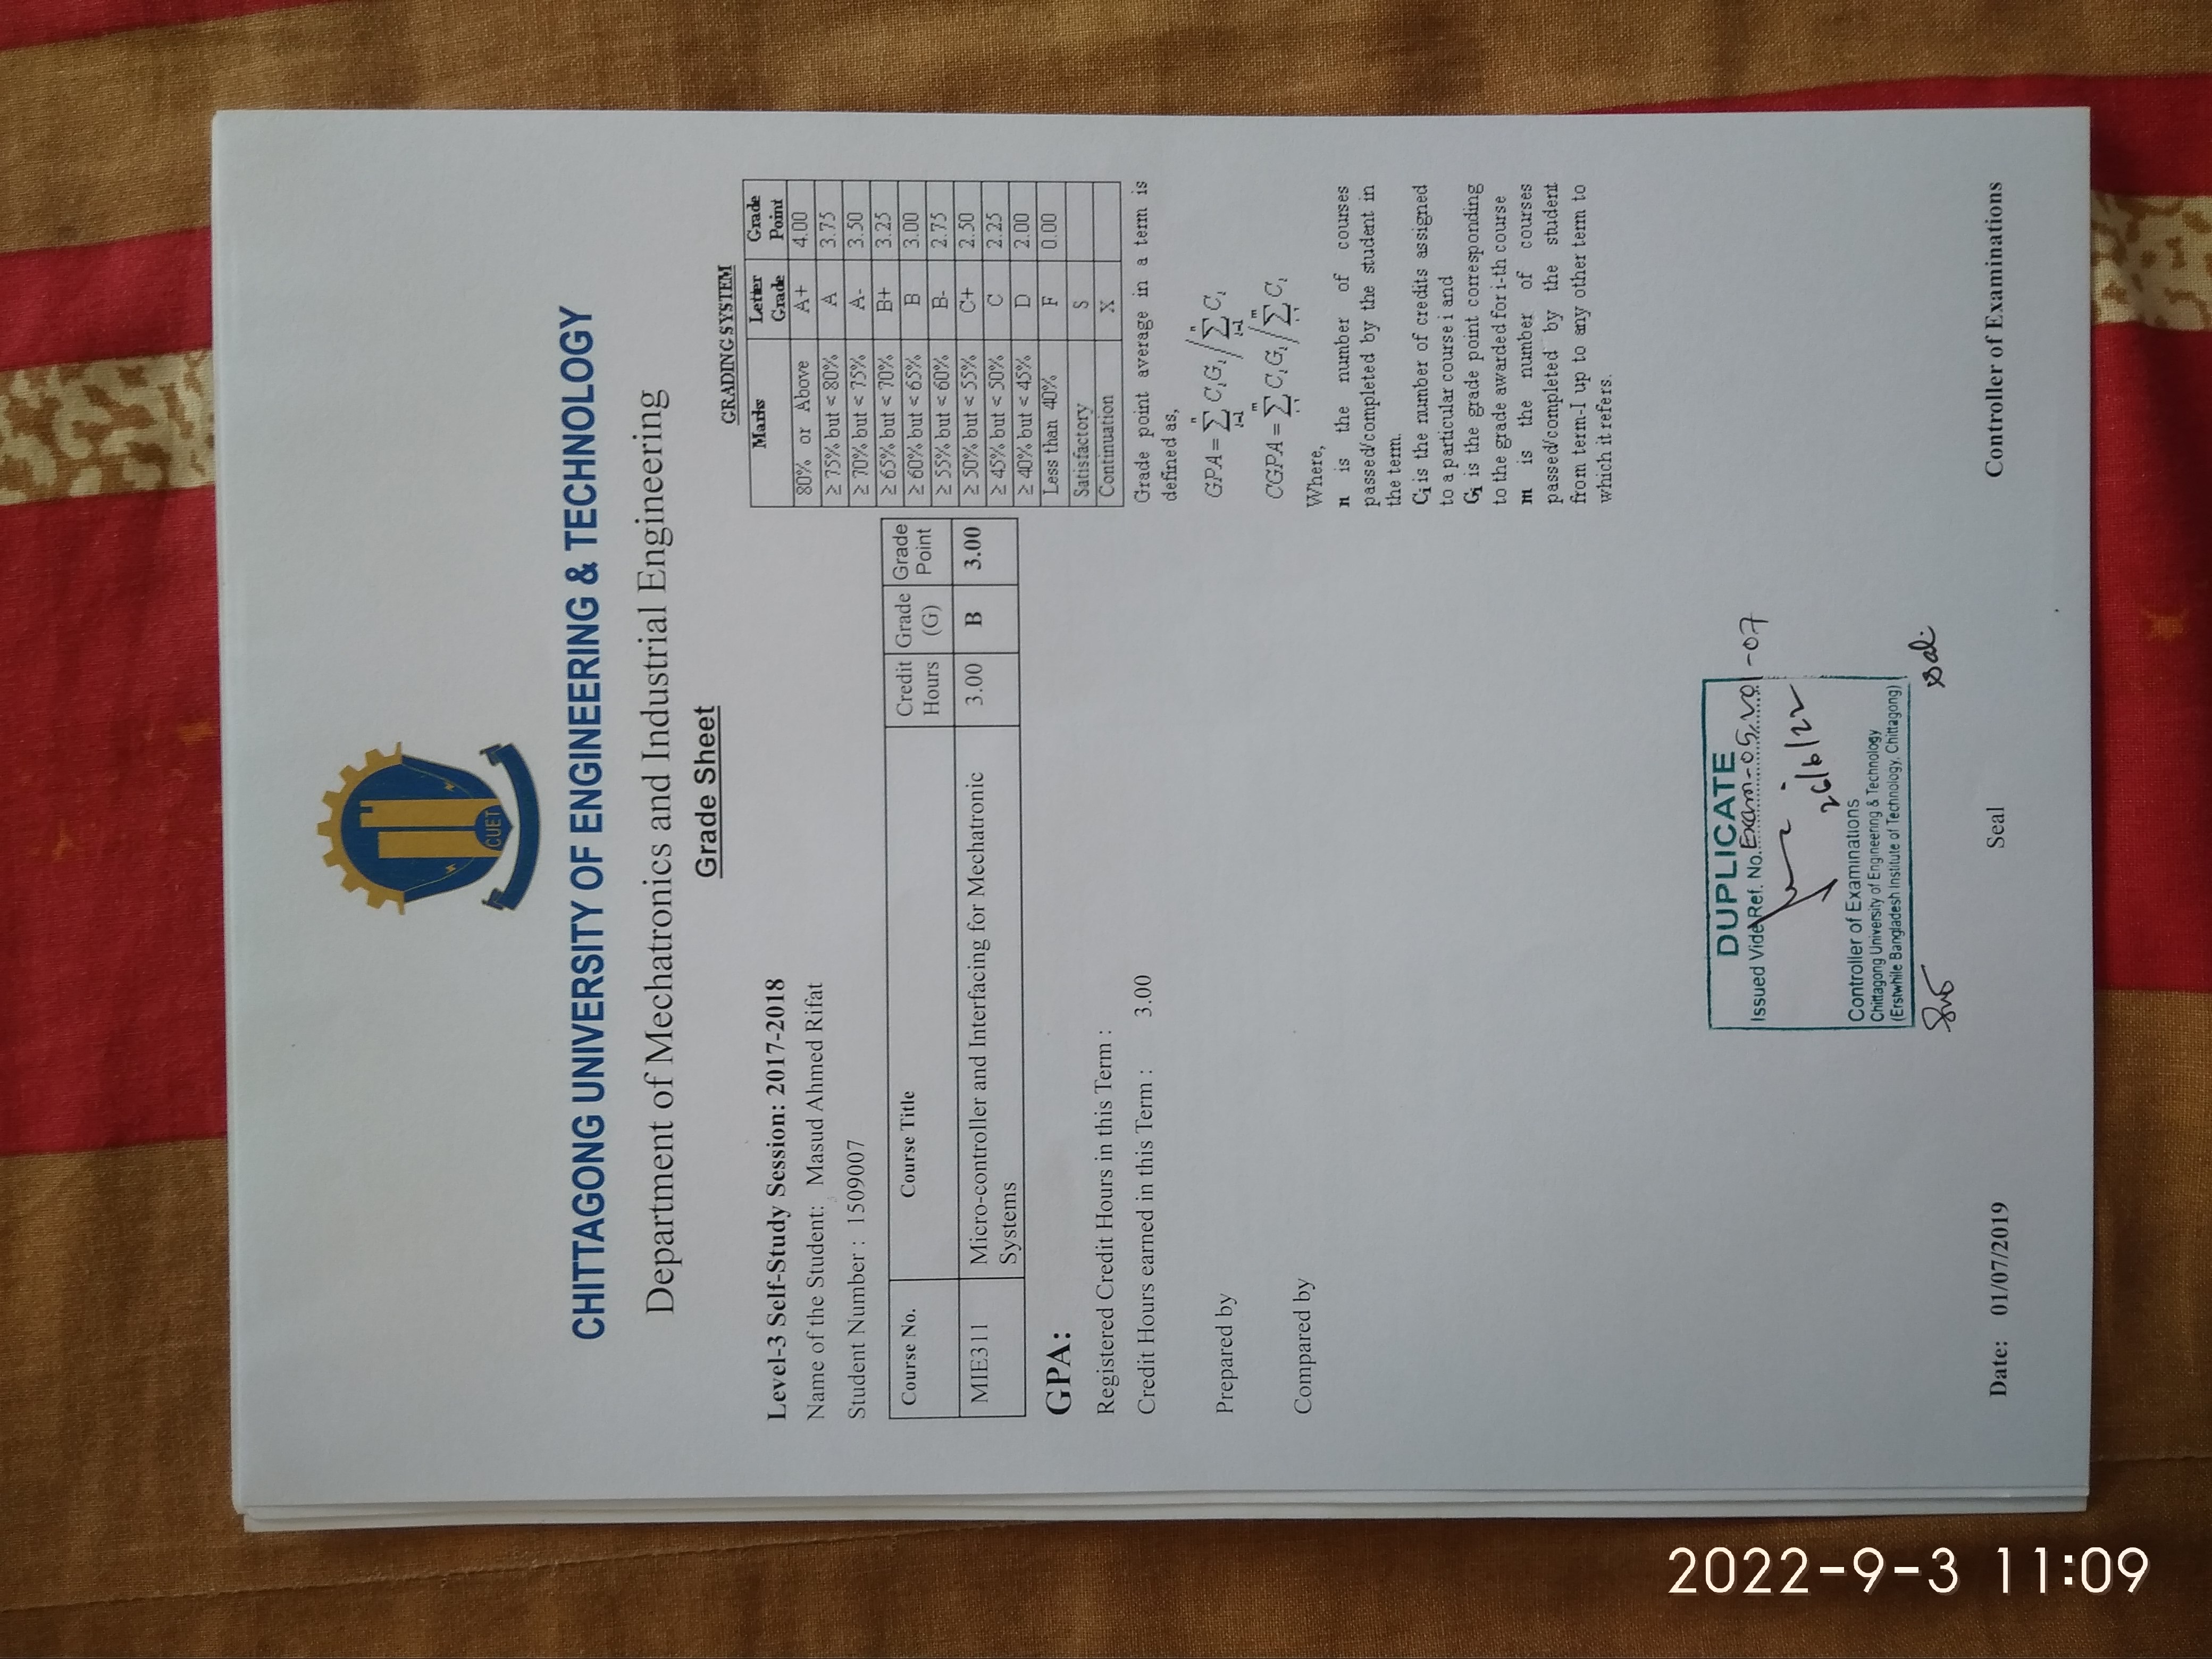 CUET
CHITTAGONG UNIVERSITY OF ENGINEERING & TECHNOLOGY
Department of Mechatronics and Industrial Engineering
Grade Sheet
Level-3 Self-Study Session: 2017-2018
Name of the Student: Masud Ahmed Rifat
Student Number : 1509007
Course No. Course Title Credit Hours Grade (G) Grade Point
MIE311 Micro-controller and Interfacing for Mechatronic 3.00 B 3.00
Systems
GPA:
Registered Credit Hours in this Term :
Credit Hours earned in this Term : 3.00
Prepared by
Compared by
GRADING SYSTEM
Marks Letter Grade Grade Point
80% or Above A+ 4.00
≥ 75% but < 80% A 3.75
≥ 70% but < 75% A- 3.50
≥ 65% but < 70% B+ 3.25
≥ 60% but < 65% B 3.00
≥ 55% but < 60% B- 2.75
≥ 50% but < 55% C+ 2.50
≥ 45% but < 50% C 2.25
≥ 40% but < 45% D 2.00
Less than 40% F 0.00
Satisfactory S
Continuation X
Grade point average in a term is
defined as,
GPA = ∑ⁿᵢ₌₁ CᵢGᵢ / ∑ⁿᵢ₌₁ Cᵢ
CGPA = ∑ᵐᵢ₌₁ CᵢGᵢ / ∑ᵐᵢ₌₁ Cᵢ
Where,
n is the number of courses
passed/completed by the student in
the term.
Cᵢ is the number of credits assigned
to a particular course i and
Gᵢ is the grade point corresponding
to the grade awarded for i-th course
m is the number of courses
passed/completed by the student
from term-I up to any other term to
which it refers.
DUPLICATE
Issued Vide Ref. No. Exam-05, -07
26/6/22
Controller of Examinations
Chittagong University of Engineering & Technology
(Erstwhile Bangladesh Institute of Technology, Chittagong)
Date: 01/07/2019 Seal Controller of Examinations
2022-9-3 11:09